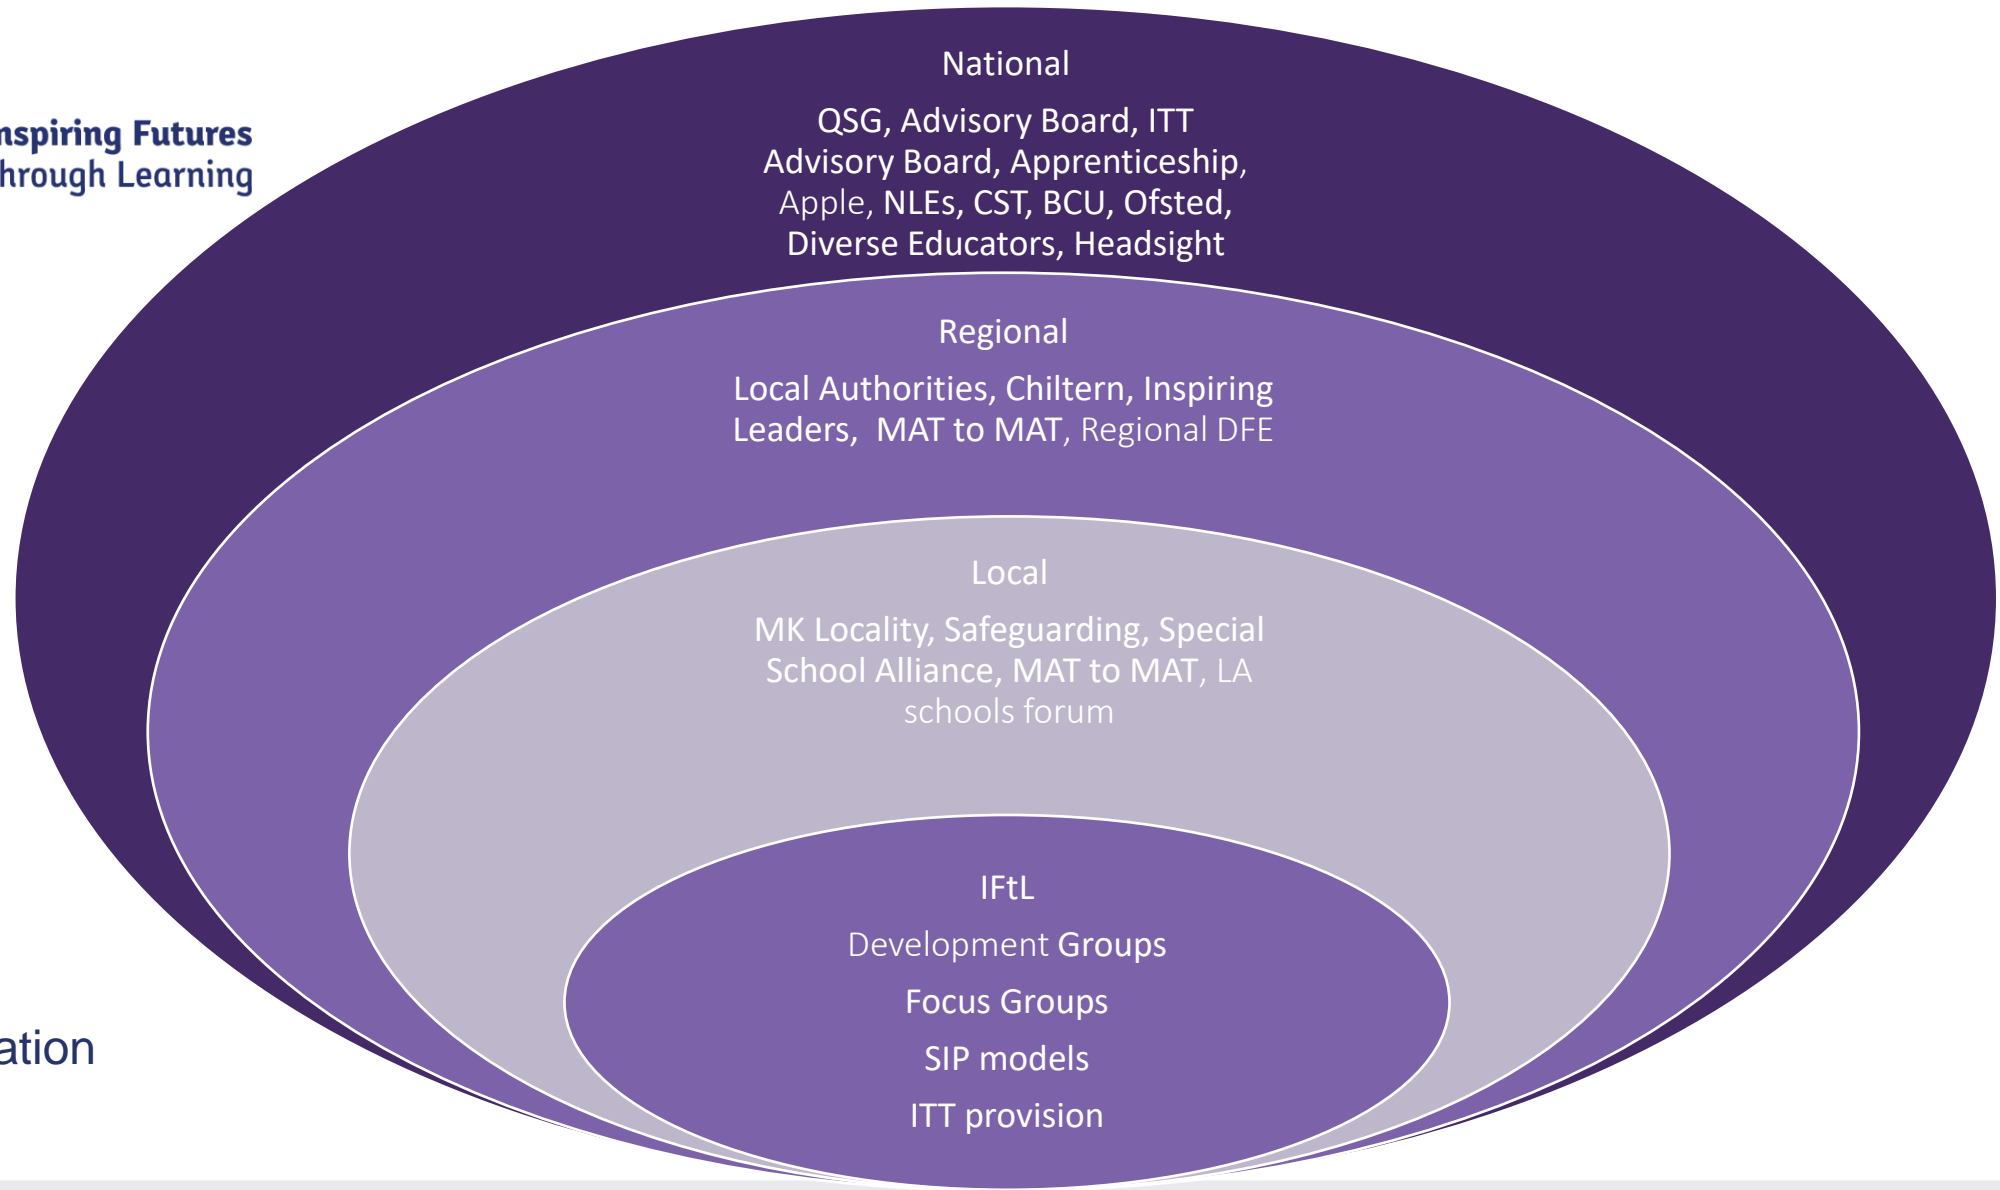 National
QSG, Advisory Board, ITT
Advisory Board, Apprenticeship,
Apple, NLEs, CST, BCU, Ofsted,
Diverse Educators, Headsight
nspiring Futures
hrough Learning
Regional
Local Authorities, Chiltern, Inspiring
Leaders,  MAT to MAT, Regional DFE
Local
MK Locality, Safeguarding, Special
School Alliance, MAT to MAT, LA
schools forum
IFtL
Development Groups
Focus Groups
SIP models
ITT provision
ation